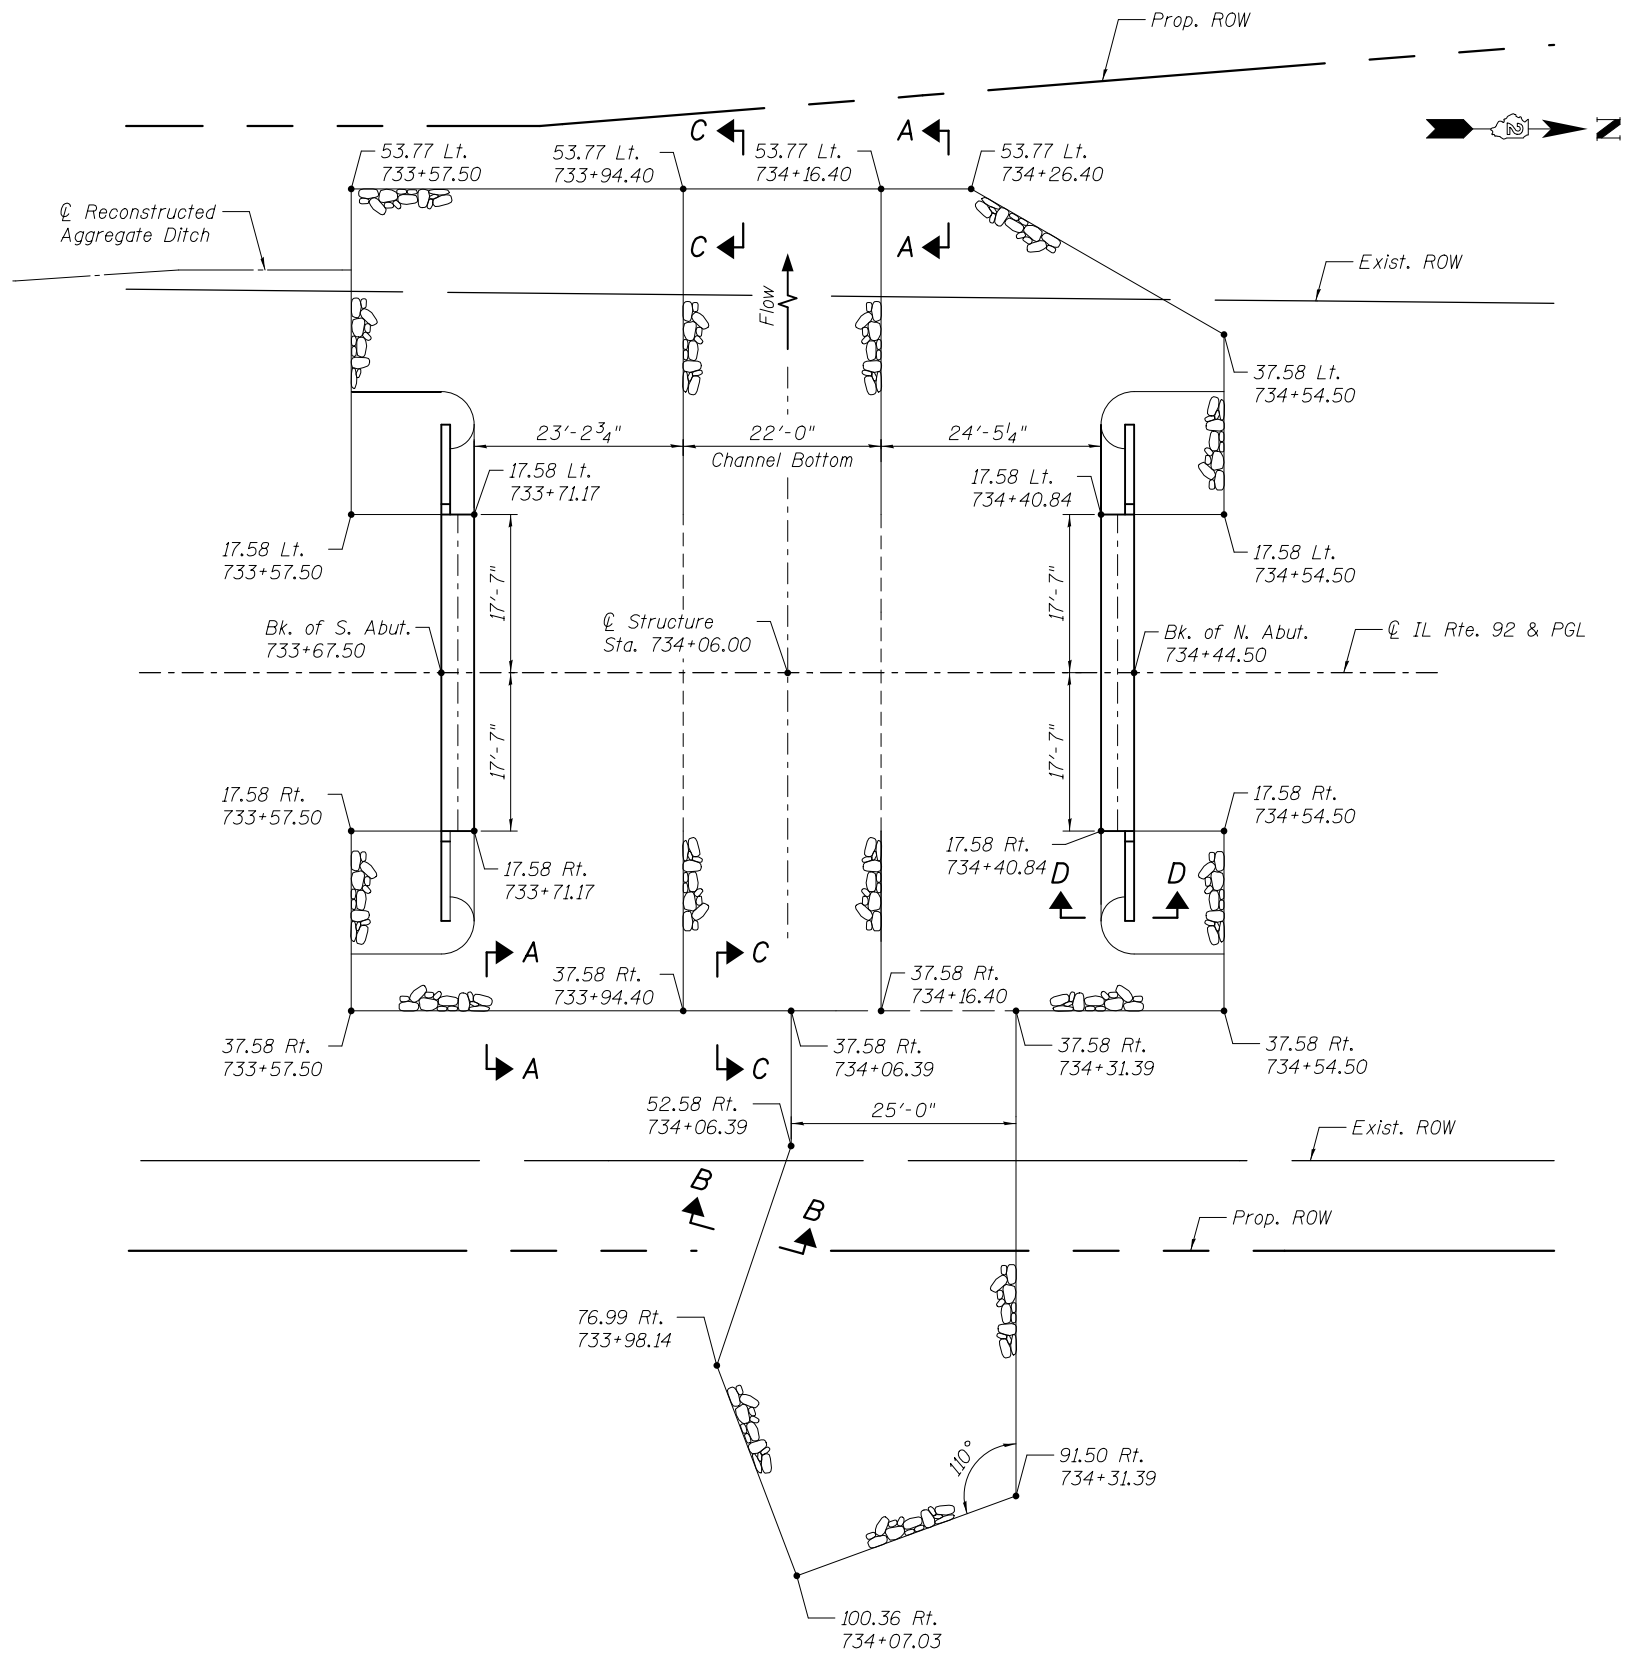 Prop. ROW
C
A
N
53.77 Lt.
733+57.50
53.77 Lt.
733+94.40
53.77 Lt.
734+16.40
53.77 Lt.
734+26.40
℄ Reconstructed
Aggregate Ditch
C
A
Exist. ROW
Flow
37.58 Lt.
734+54.50
23'-2¾"
22'-0"
24'-5¼"
Channel Bottom
17.58 Lt.
733+71.17
17.58 Lt.
734+40.84
17.58 Lt.
733+57.50
17.58 Lt.
734+54.50
17'-7"
17'-7"
Bk. of S. Abut.
733+67.50
℄ Structure
Sta. 734+06.00
Bk. of N. Abut.
734+44.50
℄ IL Rte. 92 & PGL
17'-7"
17'-7"
17.58 Rt.
733+57.50
17.58 Rt.
734+54.50
17.58 Rt.
733+71.17
17.58 Rt.
734+40.84
D
D
A
C
37.58 Rt.
733+94.40
37.58 Rt.
734+16.40
37.58 Rt.
733+57.50
A
C
37.58 Rt.
734+06.39
37.58 Rt.
734+31.39
37.58 Rt.
734+54.50
52.58 Rt.
734+06.39
25'-0"
Exist. ROW
B
B
Prop. ROW
76.99 Rt.
733+98.14
110°
91.50 Rt.
734+31.39
100.36 Rt.
734+07.03